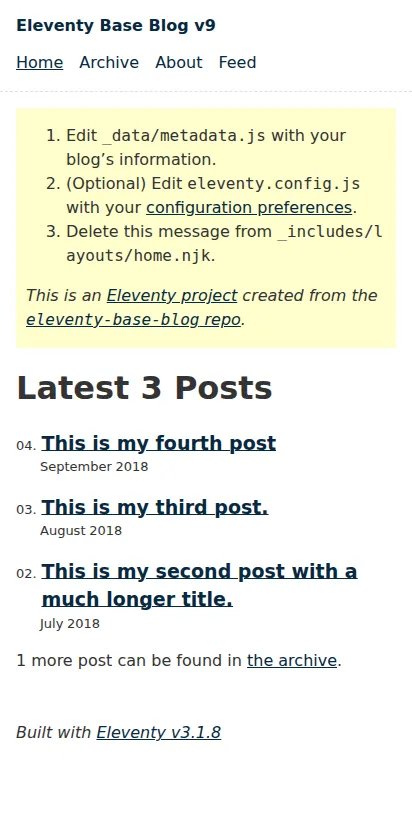 Eleventy Base Blog v9
Home Archive About Feed
1. Edit _data/metadata.js with your
blog’s information.
2. (Optional) Edit eleventy.config.js
with your configuration preferences.
3. Delete this message from _includes/l
ayouts/home.njk.
This is an Eleventy project created from the
eleventy-base-blog repo.
Latest 3 Posts
04. This is my fourth post
September 2018
03. This is my third post.
August 2018
02. This is my second post with a
much longer title.
July 2018
1 more post can be found in the archive.
Built with Eleventy v3.1.8